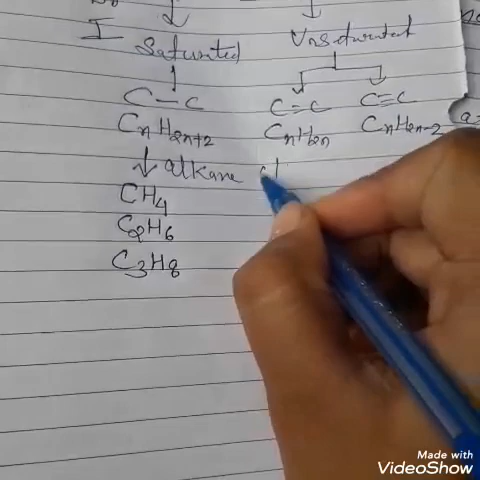 I Saturated Unsaturated
C-C C=C C≡C
CnH2n+2 CnH2n CnH2n-2
alkane
CH4
C2H6
C3H8
Made with
VideoShow